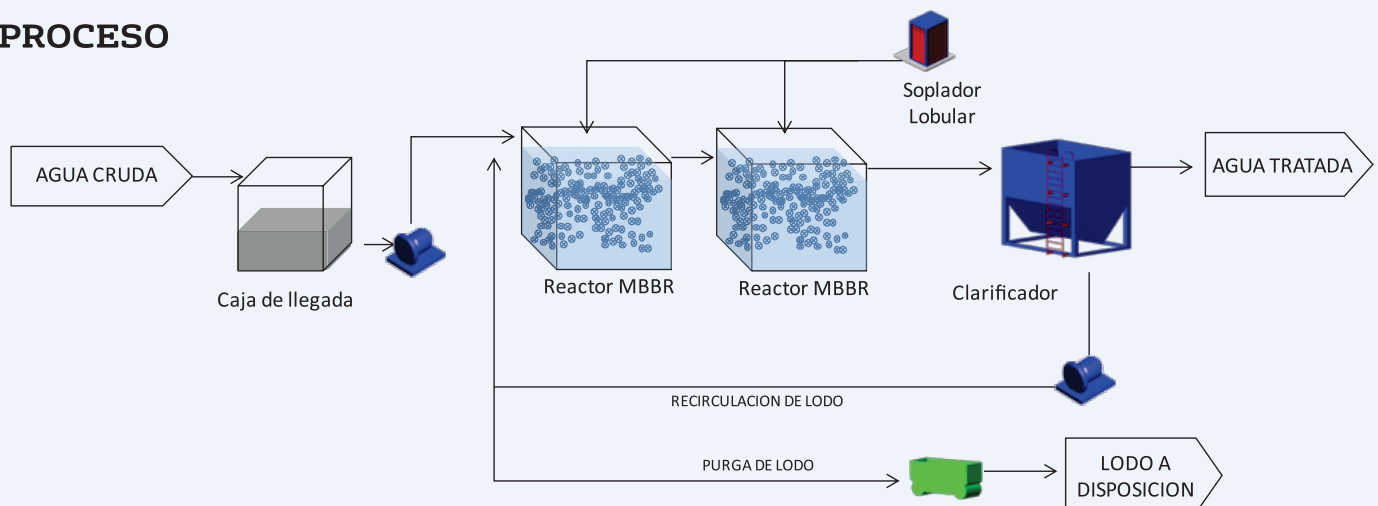 PROCESO
Soplador
Lobular
AGUA CRUDA
AGUA TRATADA
Caja de llegada
Reactor MBBR
Reactor MBBR
Clarificador
RECIRCULACION DE LODO
PURGA DE LODO
LODO A
DISPOSICION